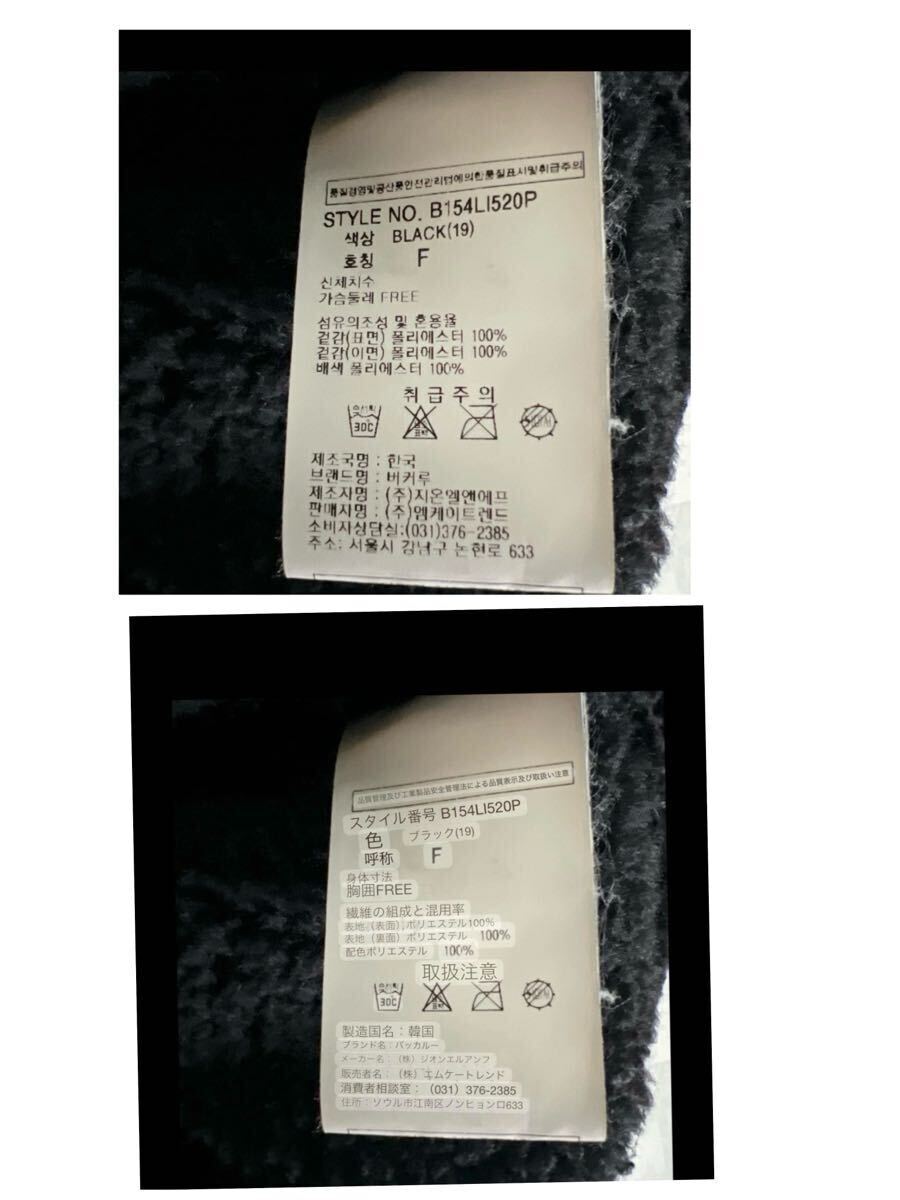 품질경영및공산품안전관리법에의한품질표시및취급주의
STYLE NO. B154LI520P
색상 BLACK(19)
호칭 F
신체치수
가슴둘레 FREE
섬유의조성 및 혼용율
겉감(표면) 폴리에스터 100%
겉감(이면) 폴리에스터 100%
배색 폴리에스터 100%
취급주의
30C
제조국명 : 한국
브랜드명 : 버커루
제조자명 : (주)지온엘앤에프
판매자명 : (주)엠케이트렌드
소비자상담실:(031)376-2385
주소: 서울시 강남구 논현로 633
品質管理及び工業製品安全管理法による品質表示及び取扱い注意
スタイル番号 B154LI520P
色 ブラック(19)
呼称 F
身体寸法
胸囲FREE
繊維の組成と混用率
表地（表面）ポリエステル100%
表地（裏面）ポリエステル 100%
配色ポリエステル 100%
取扱注意
30C
製造国名：韓国
ブランド名：バッカルー
メーカー名：（株）ジオンエルアンフ
販売者名：（株）エムケートレンド
消費者相談室：（031）376-2385
住所：ソウル市江南区ノンヒョンロ633